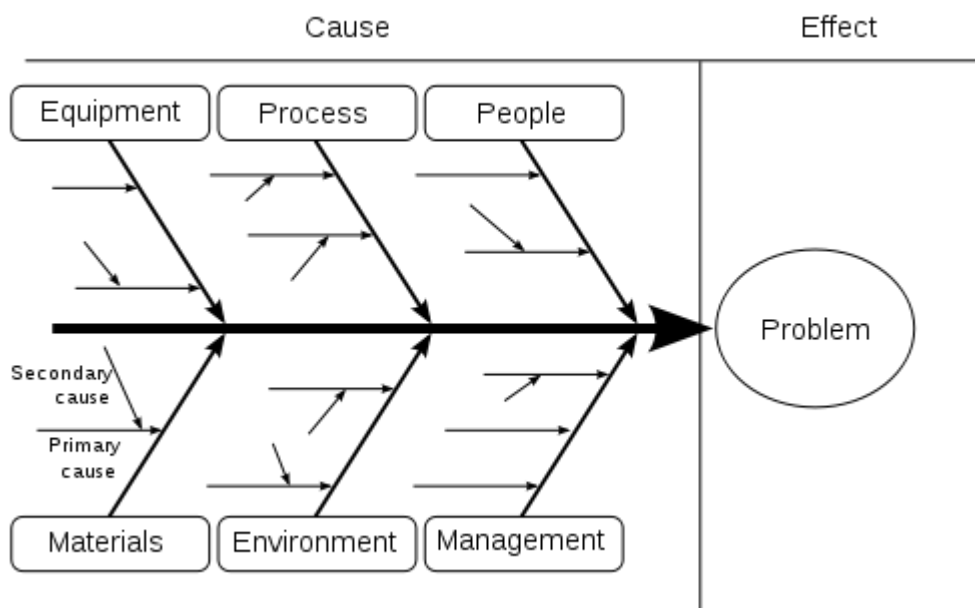 Cause
Effect
Equipment
Process
People
Problem
Secondary
cause
Primary
cause
Materials
Environment
Management